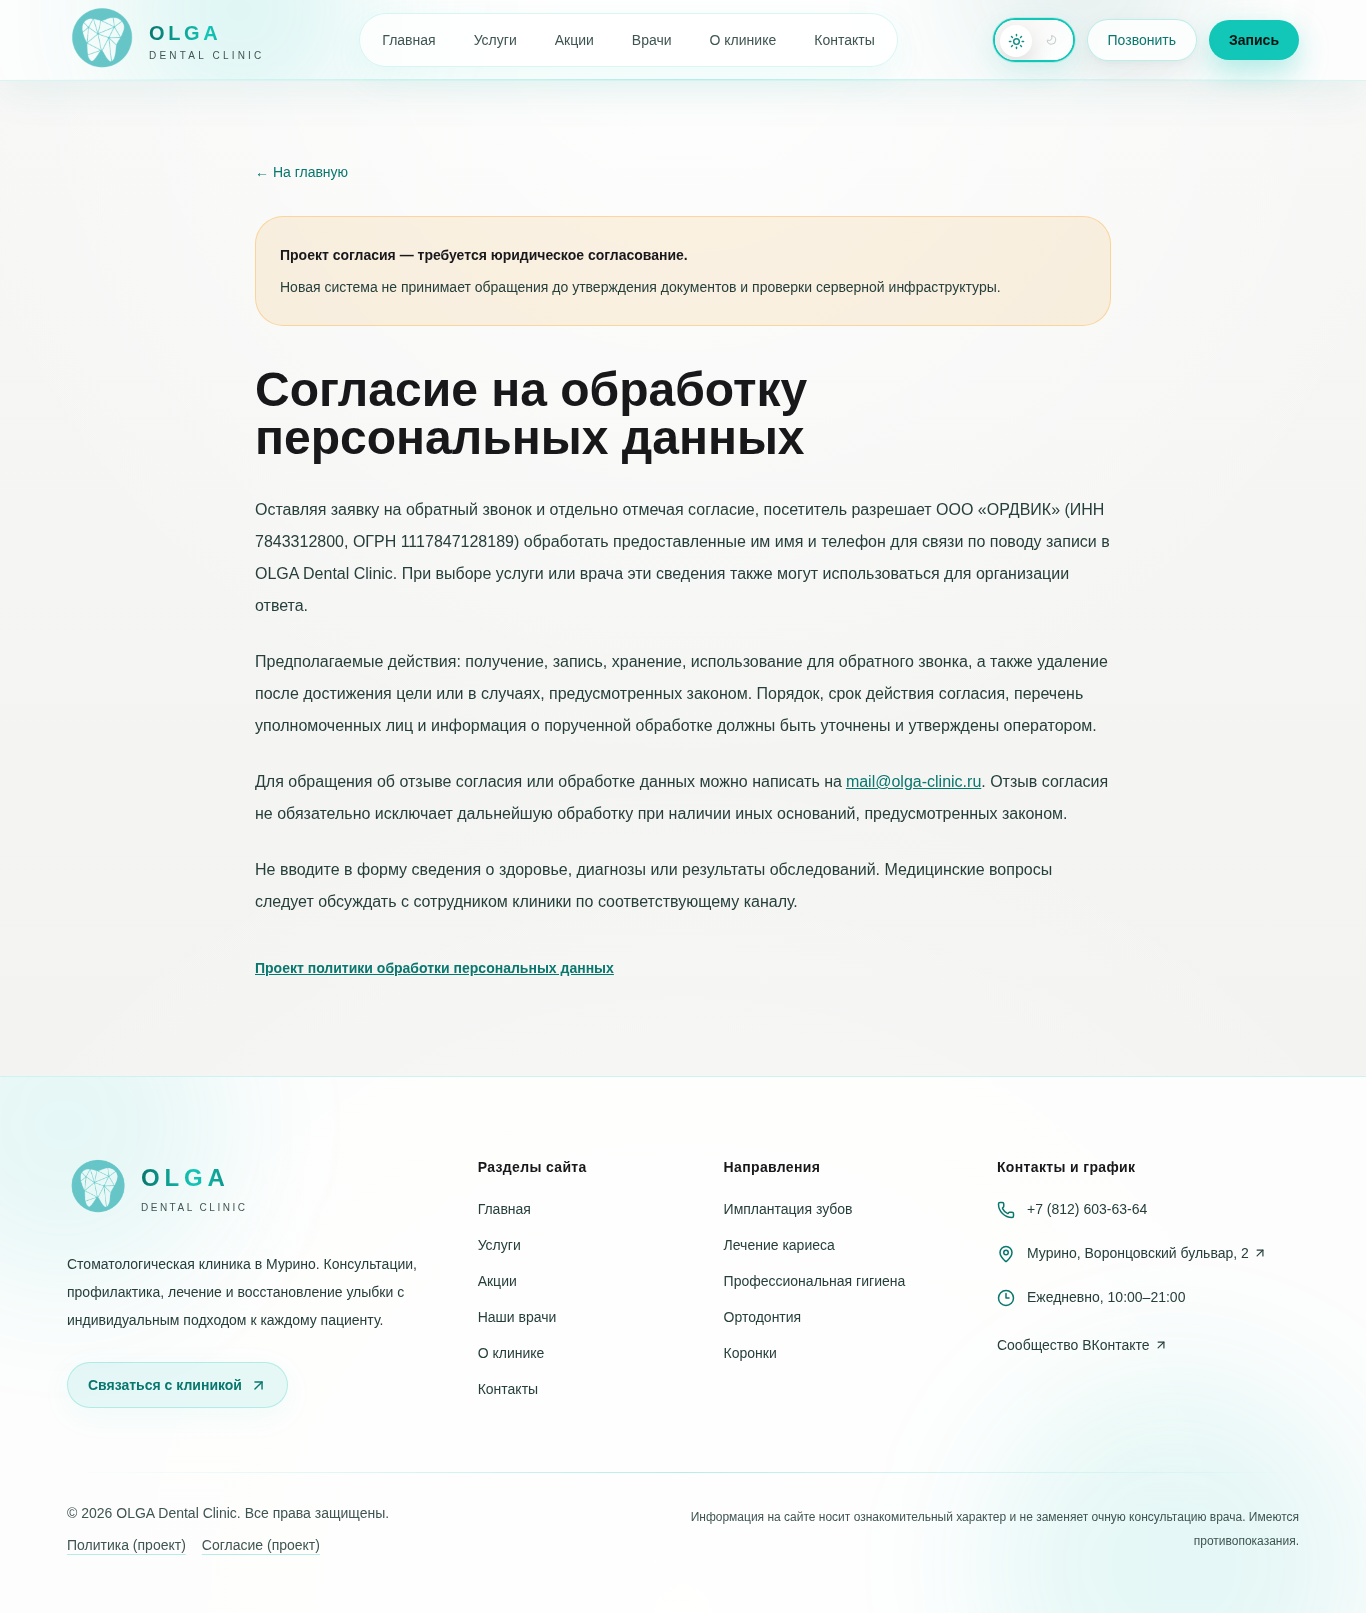 OLGA
DENTAL CLINIC
Главная
Услуги
Акции
Врачи
О клинике
Контакты
Позвонить
Запись
← На главную
Проект согласия — требуется юридическое согласование.
Новая система не принимает обращения до утверждения документов и проверки серверной инфраструктуры.
Согласие на обработку
персональных данных
Оставляя заявку на обратный звонок и отдельно отмечая согласие, посетитель разрешает ООО «ОРДВИК» (ИНН
7843312800, ОГРН 1117847128189) обработать предоставленные им имя и телефон для связи по поводу записи в
OLGA Dental Clinic. При выборе услуги или врача эти сведения также могут использоваться для организации
ответа.
Предполагаемые действия: получение, запись, хранение, использование для обратного звонка, а также удаление
после достижения цели или в случаях, предусмотренных законом. Порядок, срок действия согласия, перечень
уполномоченных лиц и информация о порученной обработке должны быть уточнены и утверждены оператором.
Для обращения об отзыве согласия или обработке данных можно написать на mail@olga-clinic.ru. Отзыв согласия
не обязательно исключает дальнейшую обработку при наличии иных оснований, предусмотренных законом.
Не вводите в форму сведения о здоровье, диагнозы или результаты обследований. Медицинские вопросы
следует обсуждать с сотрудником клиники по соответствующему каналу.
Проект политики обработки персональных данных
OLGA
DENTAL CLINIC
Стоматологическая клиника в Мурино. Консультации,
профилактика, лечение и восстановление улыбки с
индивидуальным подходом к каждому пациенту.
Связаться с клиникой
Разделы сайта
Главная
Услуги
Акции
Наши врачи
О клинике
Контакты
Направления
Имплантация зубов
Лечение кариеса
Профессиональная гигиена
Ортодонтия
Коронки
Контакты и график
+7 (812) 603-63-64
Мурино, Воронцовский бульвар, 2
Ежедневно, 10:00–21:00
Сообщество ВКонтакте
© 2026 OLGA Dental Clinic. Все права защищены.
Политика (проект)
Согласие (проект)
Информация на сайте носит ознакомительный характер и не заменяет очную консультацию врача. Имеются
противопоказания.